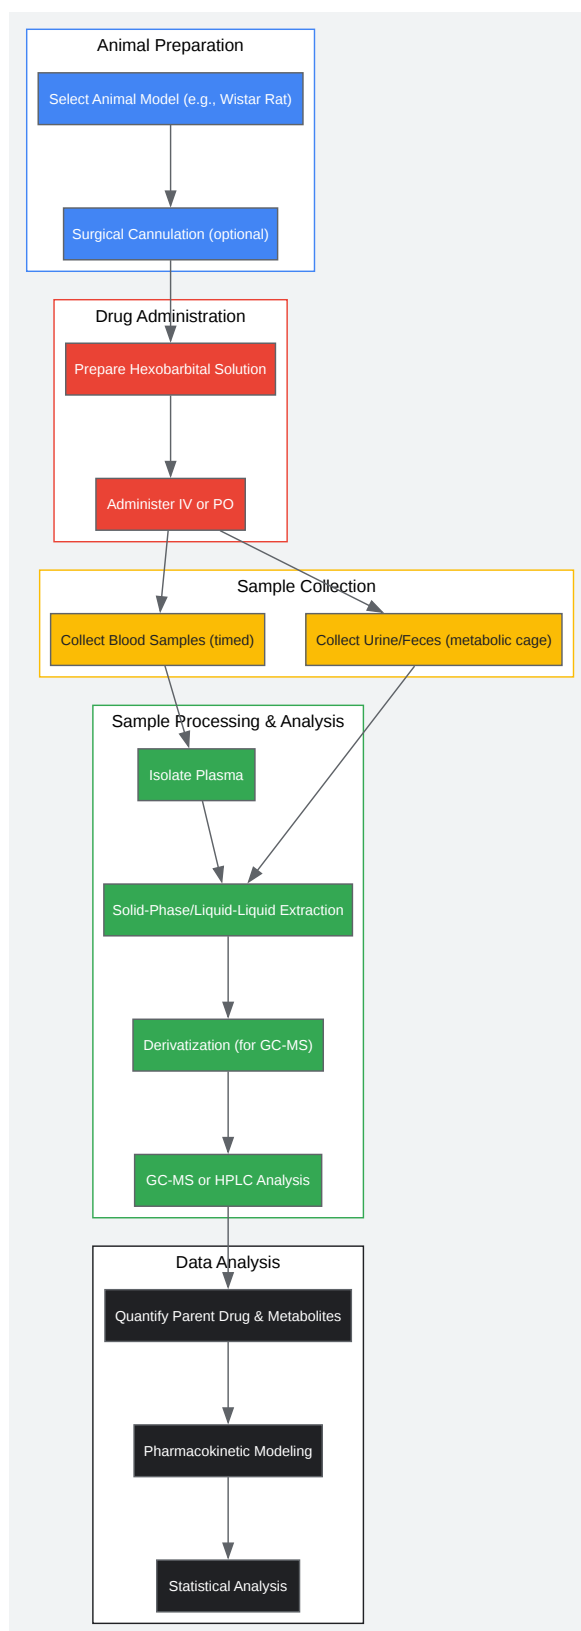 Animal Preparation
Select Animal Model (e.g., Wistar Rat)
Surgical Cannulation (optional)
Drug Administration
Prepare Hexobarbital Solution
Administer IV or PO
Sample Collection
Collect Blood Samples (timed)
Collect Urine/Feces (metabolic cage)
Sample Processing & Analysis
Isolate Plasma
Solid-Phase/Liquid-Liquid Extraction
Derivatization (for GC-MS)
GC-MS or HPLC Analysis
Data Analysis
Quantify Parent Drug & Metabolites
Pharmacokinetic Modeling
Statistical Analysis